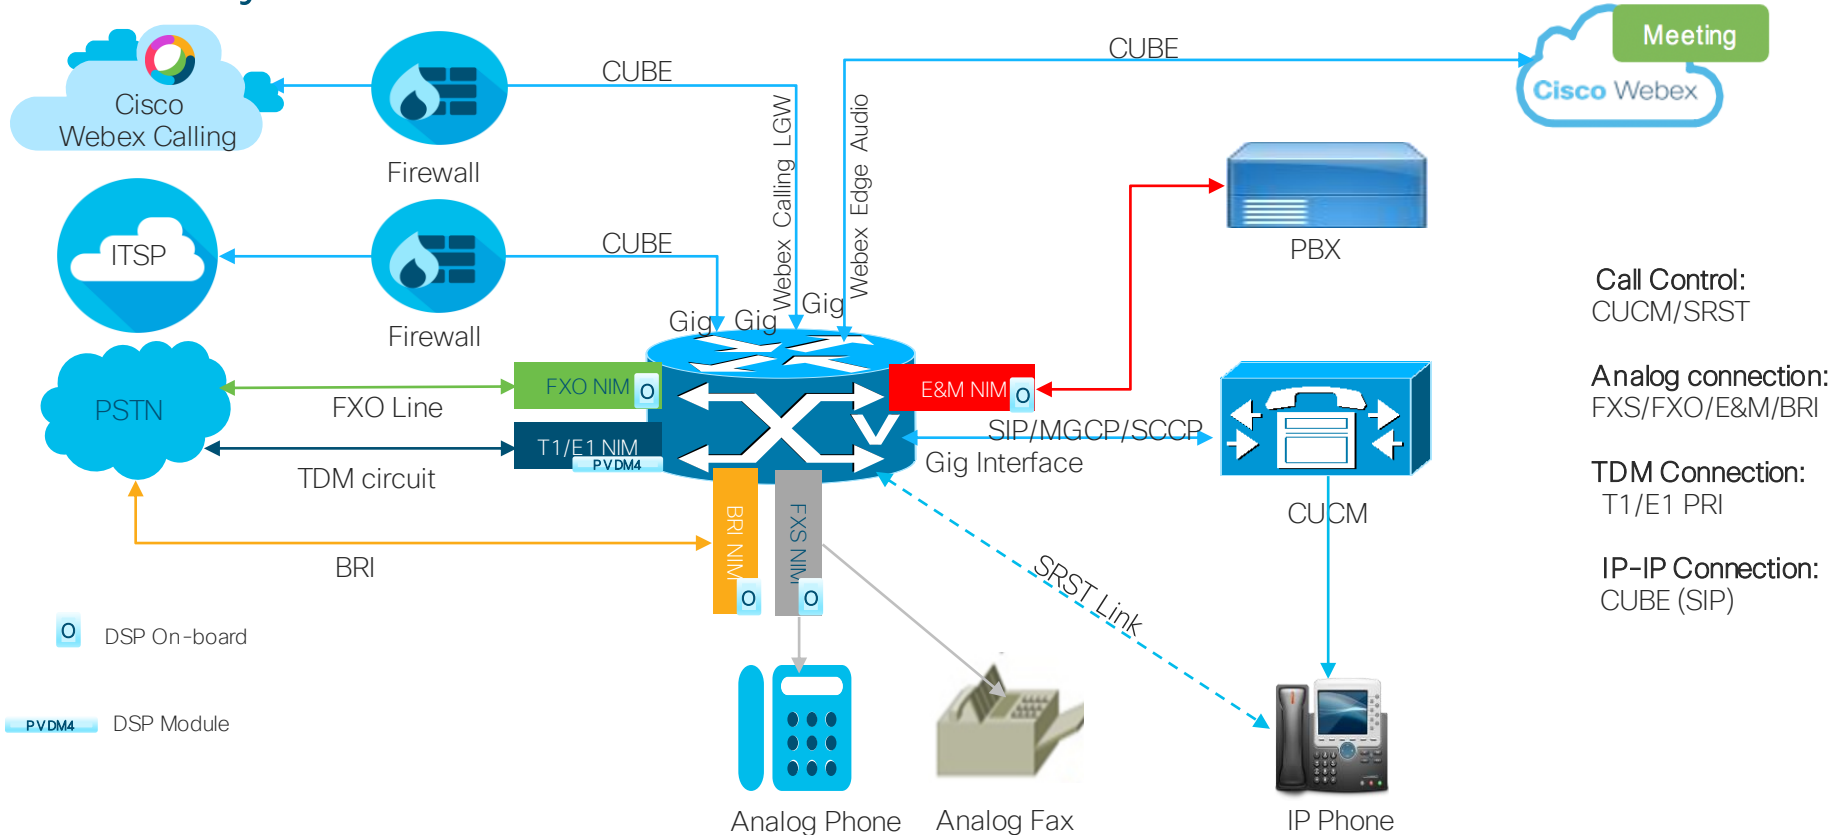 CUBE
Meeting
Cisco Webex
Cisco
Webex Calling
CUBE
Firewall
Webex Calling LGW
Webex Edge Audio
PBX
ITSP
CUBE
Firewall
Gig
Gig
Gig
Call Control:
CUCM/SRST
Analog connection:
FXS/FXO/E&M/BRI
TDM Connection:
T1/E1 PRI
IP-IP Connection:
CUBE (SIP)
PSTN
FXO Line
FXO NIM
O
E&M NIM
O
TDM circuit
T1/E1 NIM
PVDM4
V
SIP/MGCP/SCCP
Gig Interface
CUCM
BRI
BRI NIM
O
FXS NIM
O
SRST Link
O
DSP On-board
PVDM4
DSP Module
Analog Phone
Analog Fax
IP Phone